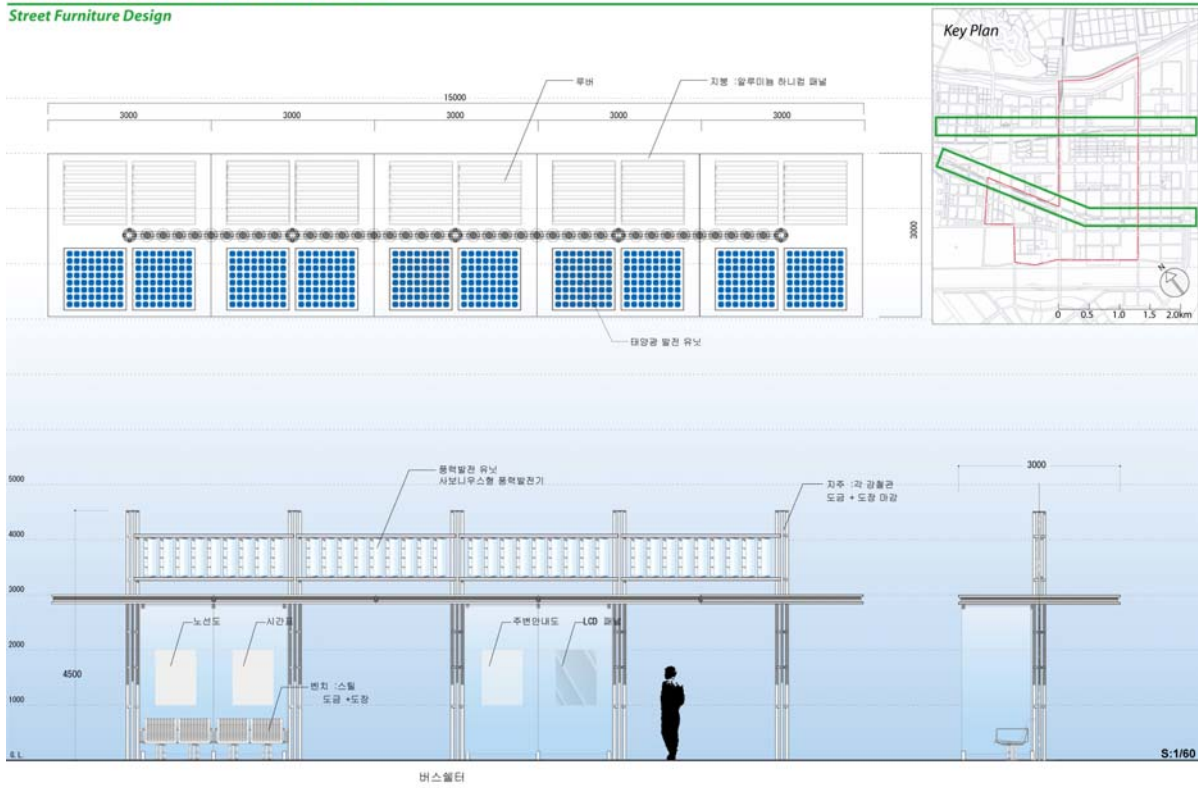 Street Furniture Design
Key Plan
N
0 0.5 1.0 1.5 2.0km
루버
지붕 :알루미늄 하니컴 패널
15000
3000 3000 3000 3000 3000
3000
태양광 발전 유닛
풍력발전 유닛
사보니우스형 풍력발전기
지주 :각 강철관
도금 + 도장 마감
3000
5000
4000
3000
2000
1000
G.L.
4500
노선도
시간표
주변안내도
LCD 패널
벤치 :스틸
도금 +도장
S:1/60
버스쉘터